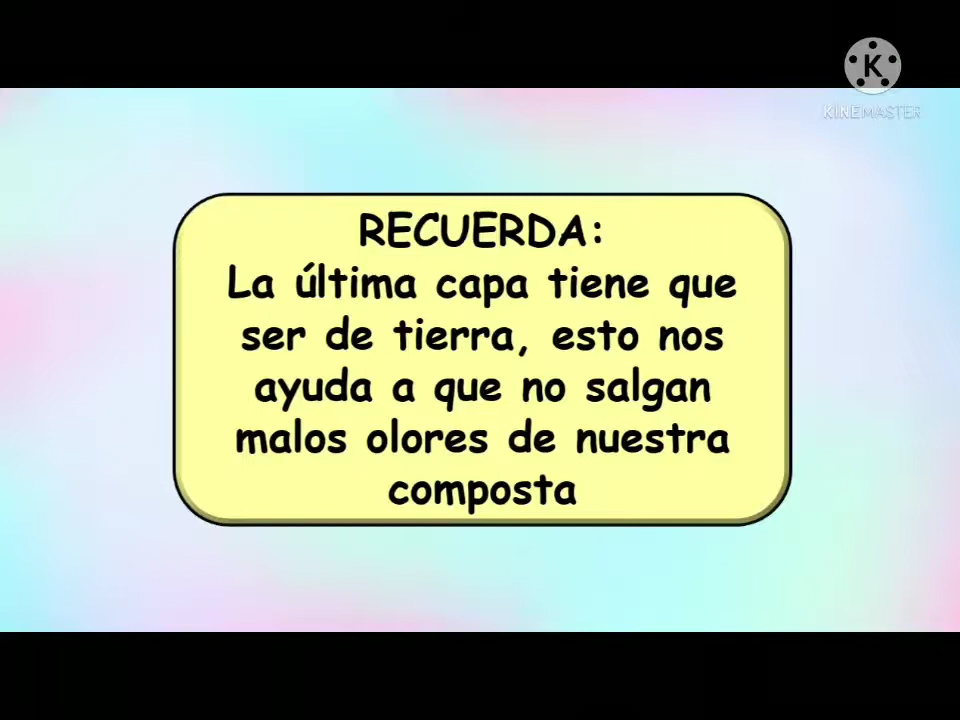 K
KINEMASTER
RECUERDA:
La última capa tiene que
ser de tierra, esto nos
ayuda a que no salgan
malos olores de nuestra
composta